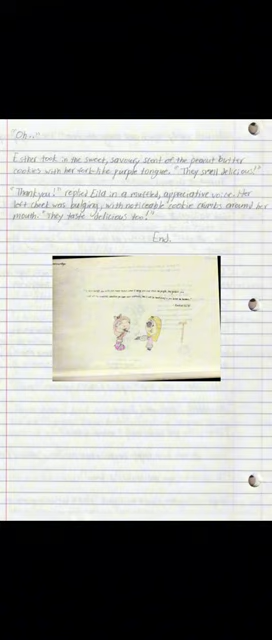 "Oh..."
Esther took in the sweet, savoury scent of the peanut butter
cookies with her fork-like purple tongue. "They smell delicious!"
"Thank you!" replied Ella in a muffled, appreciative voice. Her
left cheek was bulging, with noticeable cookie crumbs around her
mouth. "They taste delicious too!"
End.